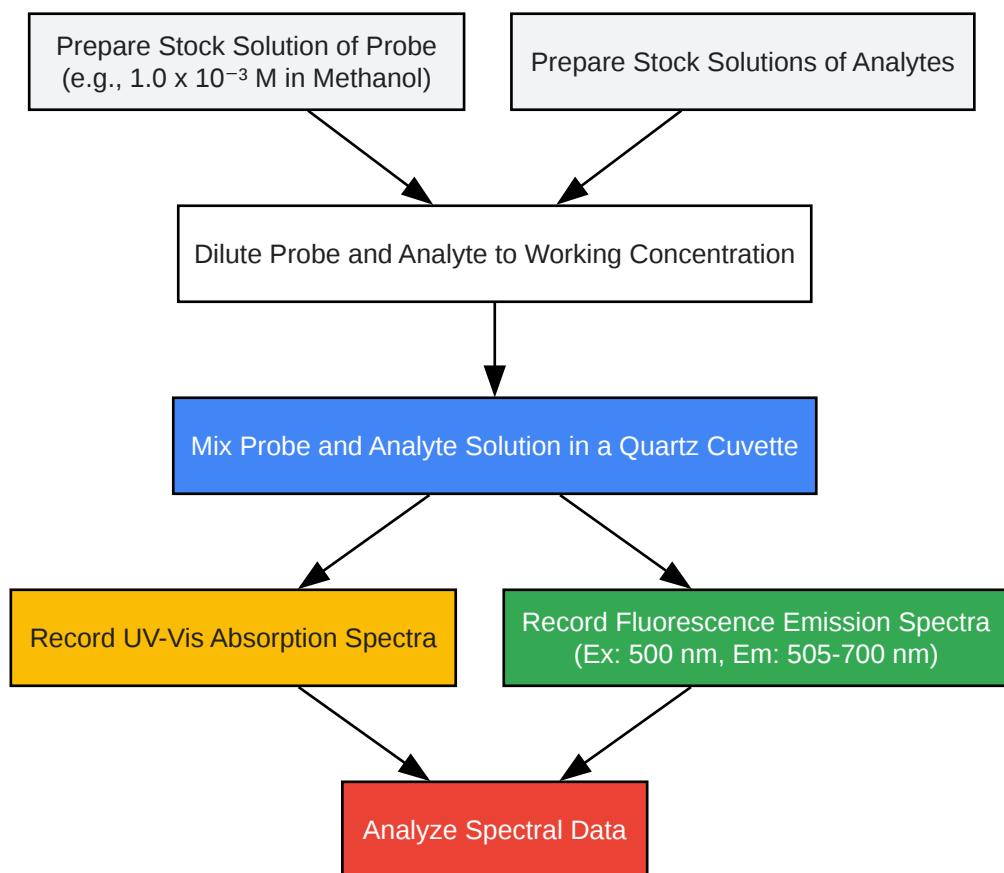 Prepare Stock Solution of Probe
(e.g., 1.0 x 10⁻³ M in Methanol)
Prepare Stock Solutions of Analytes
Dilute Probe and Analyte to Working Concentration
Mix Probe and Analyte Solution in a Quartz Cuvette
Record UV-Vis Absorption Spectra
Record Fluorescence Emission Spectra
(Ex: 500 nm, Em: 505-700 nm)
Analyze Spectral Data